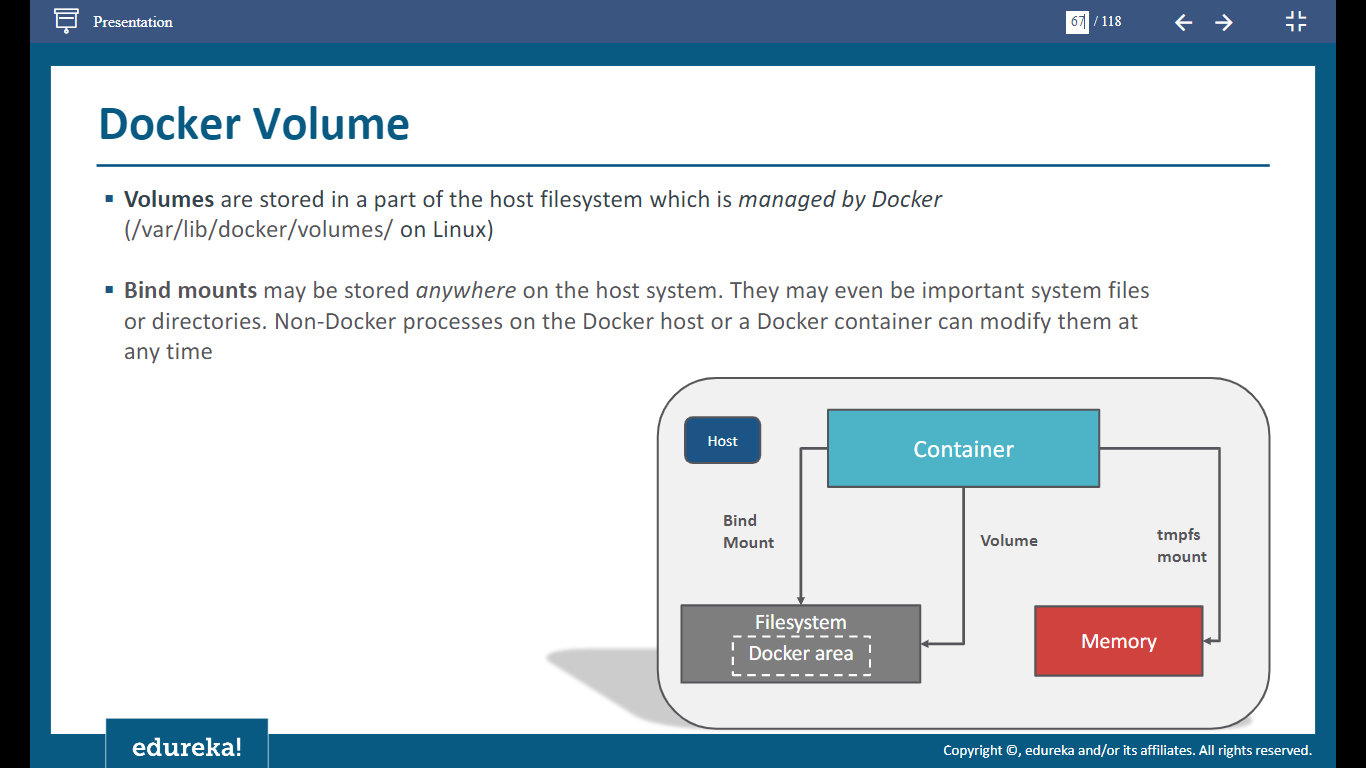 Presentation
67 / 118
Docker Volume
Volumes are stored in a part of the host filesystem which is managed by Docker
(/var/lib/docker/volumes/ on Linux)
Bind mounts may be stored anywhere on the host system. They may even be important system files
or directories. Non-Docker processes on the Docker host or a Docker container can modify them at
any time
Host
Container
Bind
Mount
Volume
tmpfs
mount
Filesystem
Docker area
Memory
edureka!
Copyright ©, edureka and/or its affiliates. All rights reserved.